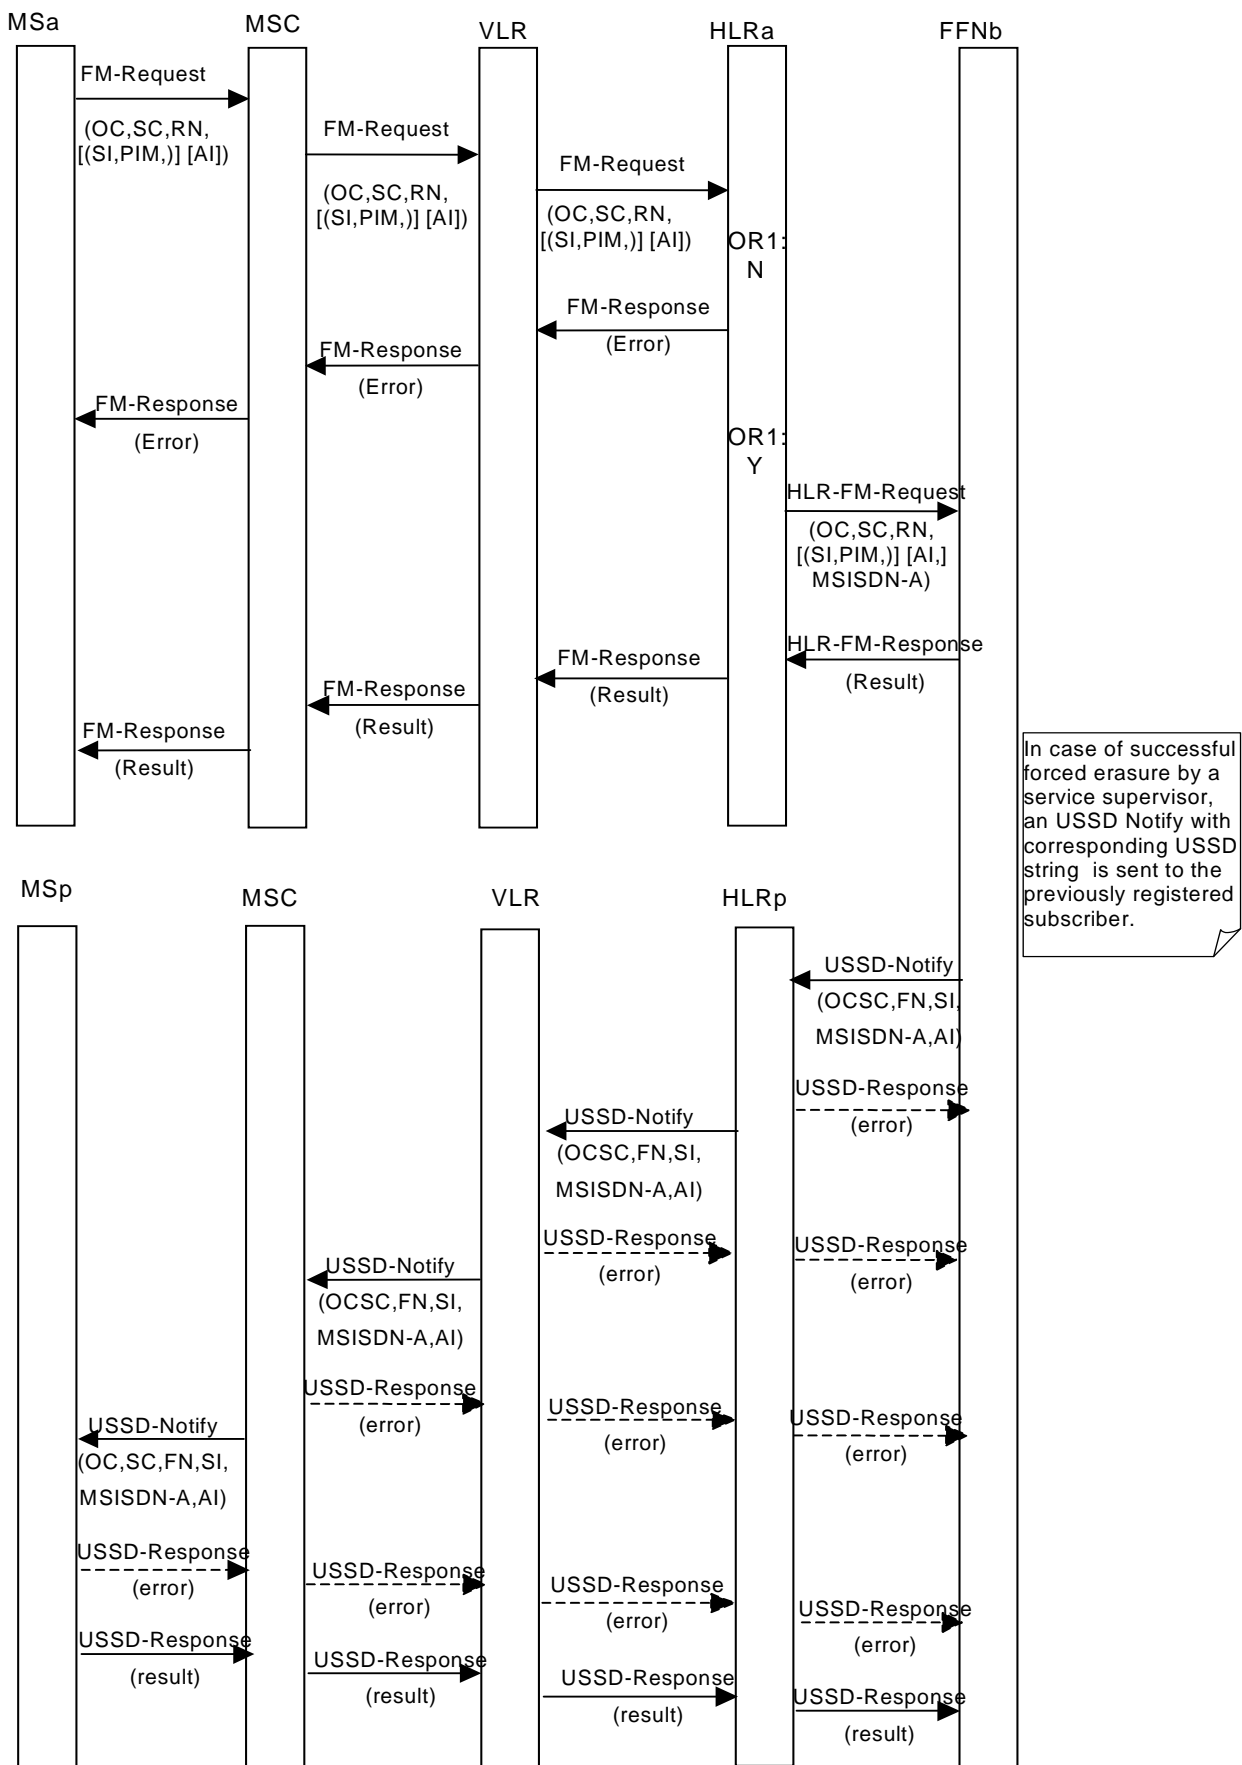 MSa
MSC
VLR
HLRa
FFNb
FM-Request
(OC,SC,RN,
[(SI,PIM,)] [AI])
FM-Request
(OC,SC,RN,
[(SI,PIM,)] [AI])
FM-Request
(OC,SC,RN,
[(SI,PIM,)] [AI])
OR1:
N
FM-Response
(Error)
FM-Response
(Error)
FM-Response
(Error)
OR1:
Y
HLR-FM-Request
(OC,SC,RN,
[(SI,PIM,)] [AI,]
MSISDN-A)
HLR-FM-Response
(Result)
FM-Response
(Result)
FM-Response
(Result)
FM-Response
(Result)
In case of successful
forced erasure by a
service supervisor,
an USSD Notify with
corresponding USSD
string is sent to the
previously registered
subscriber.
MSp
MSC
VLR
HLRp
USSD-Notify
(OCSC,FN,SI,
MSISDN-A,AI)
USSD-Response
(error)
USSD-Notify
(OCSC,FN,SI,
MSISDN-A,AI)
USSD-Response
(error)
USSD-Response
(error)
USSD-Notify
(OCSC,FN,SI,
MSISDN-A,AI)
USSD-Response
(error)
USSD-Response
(error)
USSD-Response
(error)
USSD-Notify
(OC,SC,FN,SI,
MSISDN-A,AI)
USSD-Response
(error)
USSD-Response
(error)
USSD-Response
(error)
USSD-Response
(error)
USSD-Response
(result)
USSD-Response
(result)
USSD-Response
(result)
USSD-Response
(result)